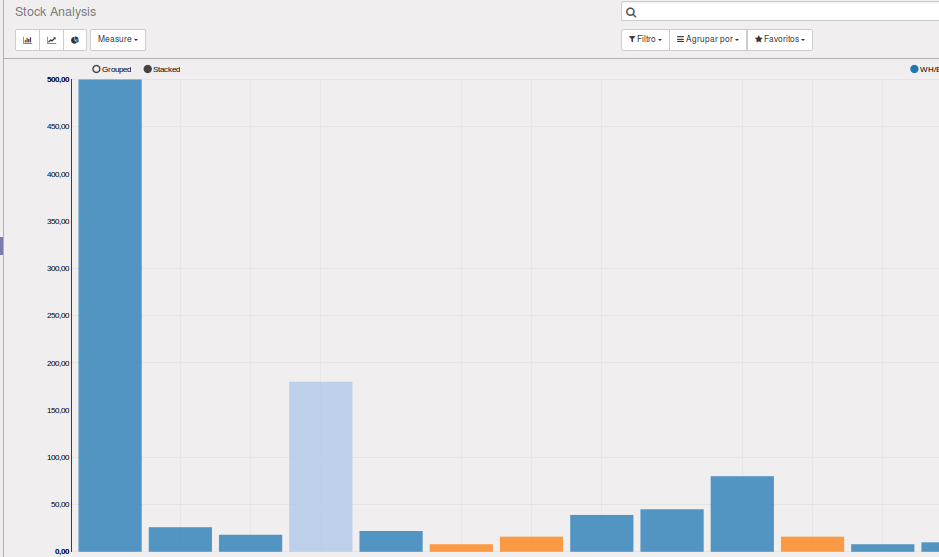 Stock Analysis
Measure
Filtro
Agrupar por
Favoritos
Grouped
Stacked
500,00
450,00
400,00
350,00
300,00
250,00
200,00
150,00
100,00
50,00
0,00